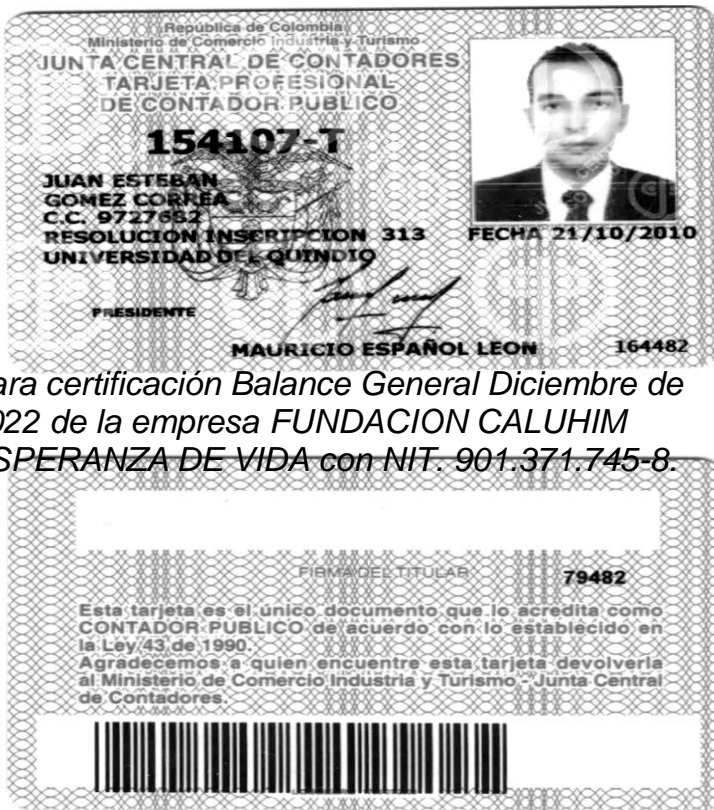 República de Colombia
Ministerio de Comercio Industria y Turismo
JUNTA CENTRAL DE CONTADORES
TARJETA PROFESIONAL
DE CONTADOR PUBLICO
154107-T
JUAN ESTEBAN
GOMEZ CORREA
C.C. 9727682
RESOLUCION INSCRIPCION 313 FECHA 21/10/2010
UNIVERSIDAD DEL QUINDIO
PRESIDENTE
MAURICIO ESPAÑOL LEON 164482
ara certificación Balance General Diciembre de
022 de la empresa FUNDACION CALUHIM
SPERANZA DE VIDA con NIT. 901.371.745-8.
FIRMA DEL TITULAR 79482
Esta tarjeta es el único documento que lo acredita como
CONTADOR PUBLICO de acuerdo con lo establecido en
la Ley 43 de 1990.
Agradecemos a quien encuentre esta tarjeta devolverla
al Ministerio de Comercio Industria y Turismo - Junta Central
de Contadores.